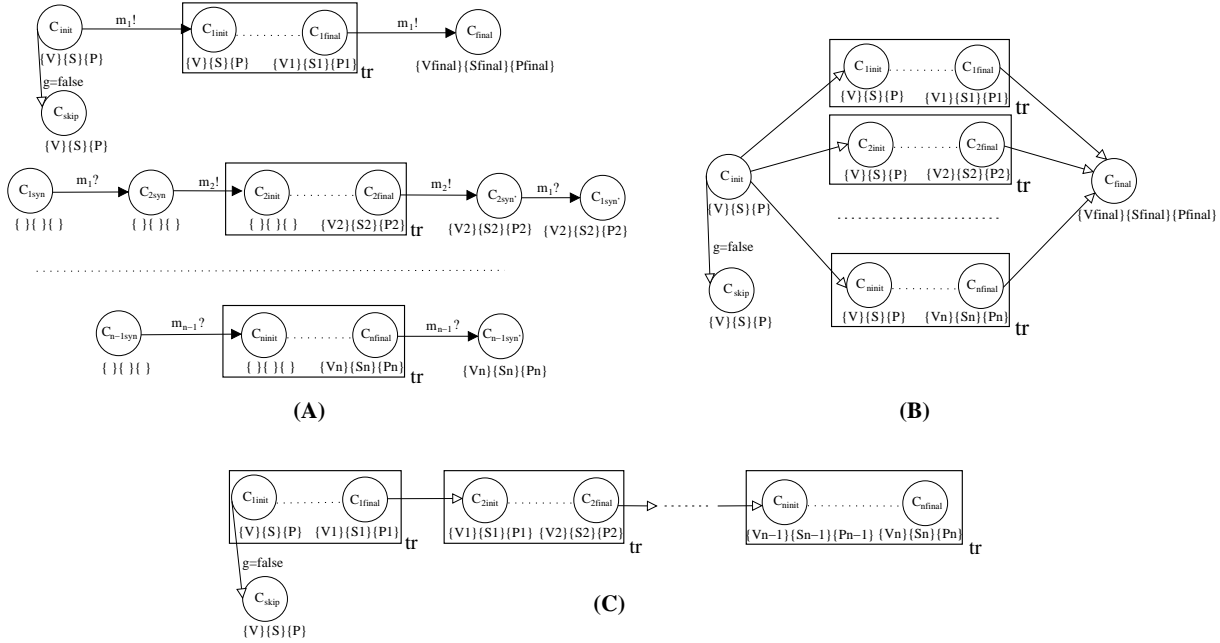 C_init m_1! C_1init C_1final m_1! C_final
{V}{S}{P} {V}{S}{P} {V1}{S1}{P1} tr {Vfinal}{Sfinal}{Pfinal}
g=false
C_skip
{V}{S}{P}
C_1syn m_1? C_2syn m_2! C_2init C_2final m_2! C_2syn' m_1? C_1syn'
{ }{ }{ } { }{ }{ } { }{ }{ } {V2}{S2}{P2} tr {V2}{S2}{P2} {V2}{S2}{P2}
C_n−1syn m_n−1? C_ninit C_nfinal m_n−1? C_n−1syn'
{ }{ }{ } { }{ }{ } {Vn}{Sn}{Pn} tr {Vn}{Sn}{Pn}
(A)
C_1init C_1final
{V}{S}{P} {V1}{S1}{P1} tr
C_2init C_2final
{V}{S}{P} {V2}{S2}{P2} tr
C_init C_final
{V}{S}{P} {Vfinal}{Sfinal}{Pfinal}
g=false
C_skip
{V}{S}{P}
C_ninit C_nfinal
{V}{S}{P} {Vn}{Sn}{Pn} tr
(B)
C_1init C_1final C_2init C_2final C_ninit C_nfinal
{V}{S}{P} {V1}{S1}{P1} tr {V1}{S1}{P1} {V2}{S2}{P2} tr {Vn−1}{Sn−1}{Pn−1} {Vn}{Sn}{Pn} tr
g=false
C_skip
{V}{S}{P}
(C)